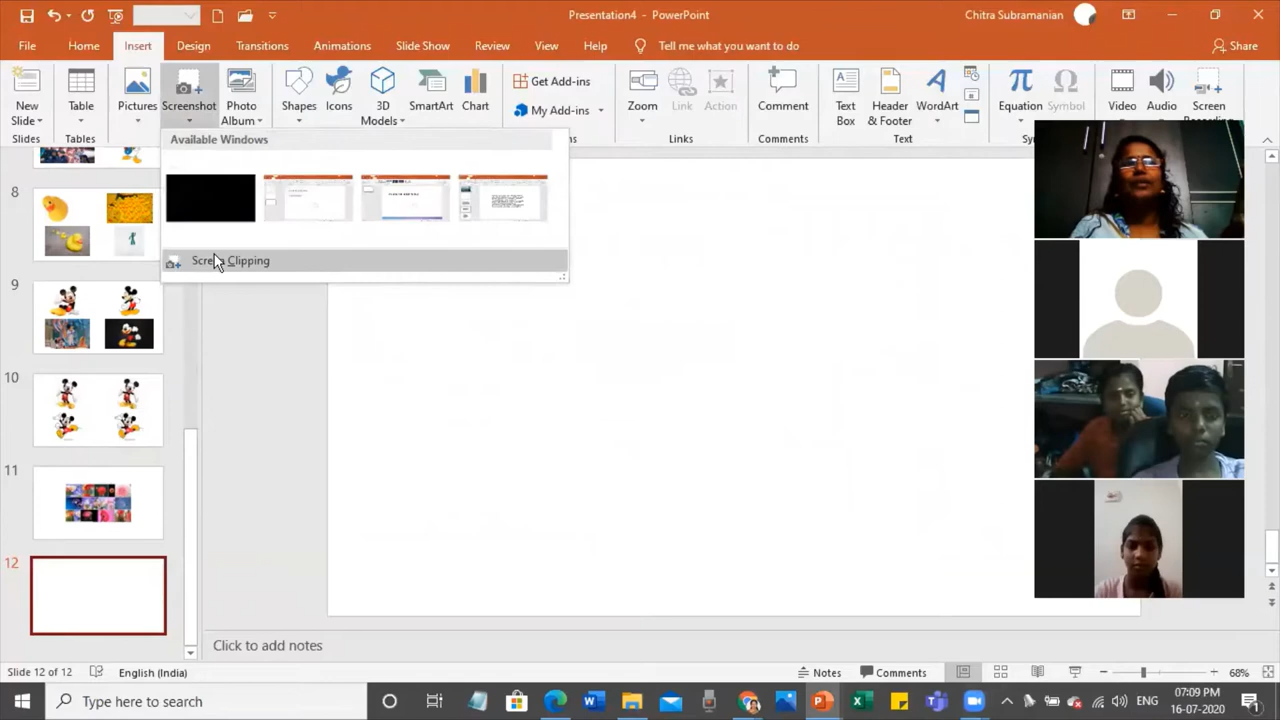 Presentation4 - PowerPoint
Chitra Subramanian
File Home Insert Design Transitions Animations Slide Show Review View Help Tell me what you want to do Share
New Slide
Table
Pictures
Screenshot
Photo Album
Shapes
Icons
3D Models
SmartArt
Chart
Get Add-ins
My Add-ins
Zoom
Link
Action
Comment
Text Box
Header & Footer
WordArt
Equation
Symbol
Video
Audio
Screen
Slides
Tables
Links
Comments
Text
Available Windows
Clipping
8
9
10
11
12
Click to add notes
Slide 12 of 12
English (India)
Notes
Comments
68%
Type here to search
ENG
07:09 PM
16-07-2020